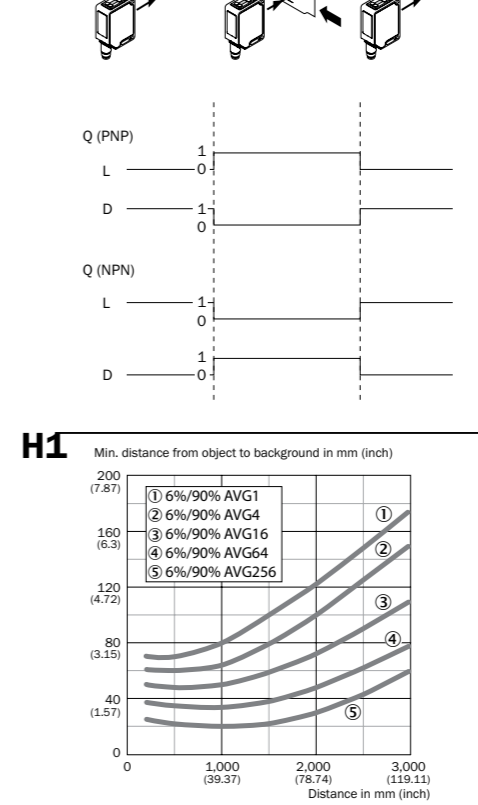 Q (PNP)
1
L
0
D
1
0
Q (NPN)
L
1
0
1
D
0
H1
Min. distance from object to background in mm (inch)
200
(7.87)
① 6%/90% AVG1
② 6%/90% AVG4
③ 6%/90% AVG16
④ 6%/90% AVG64
⑤ 6%/90% AVG256
①
②
160
(6.3)
120
(4.72)
③
80
(3.15)
④
40
(1.57)
⑤
0
0
1,000
(39.37)
2,000
(78.74)
3,000
(119.11)
Distance in mm (inch)